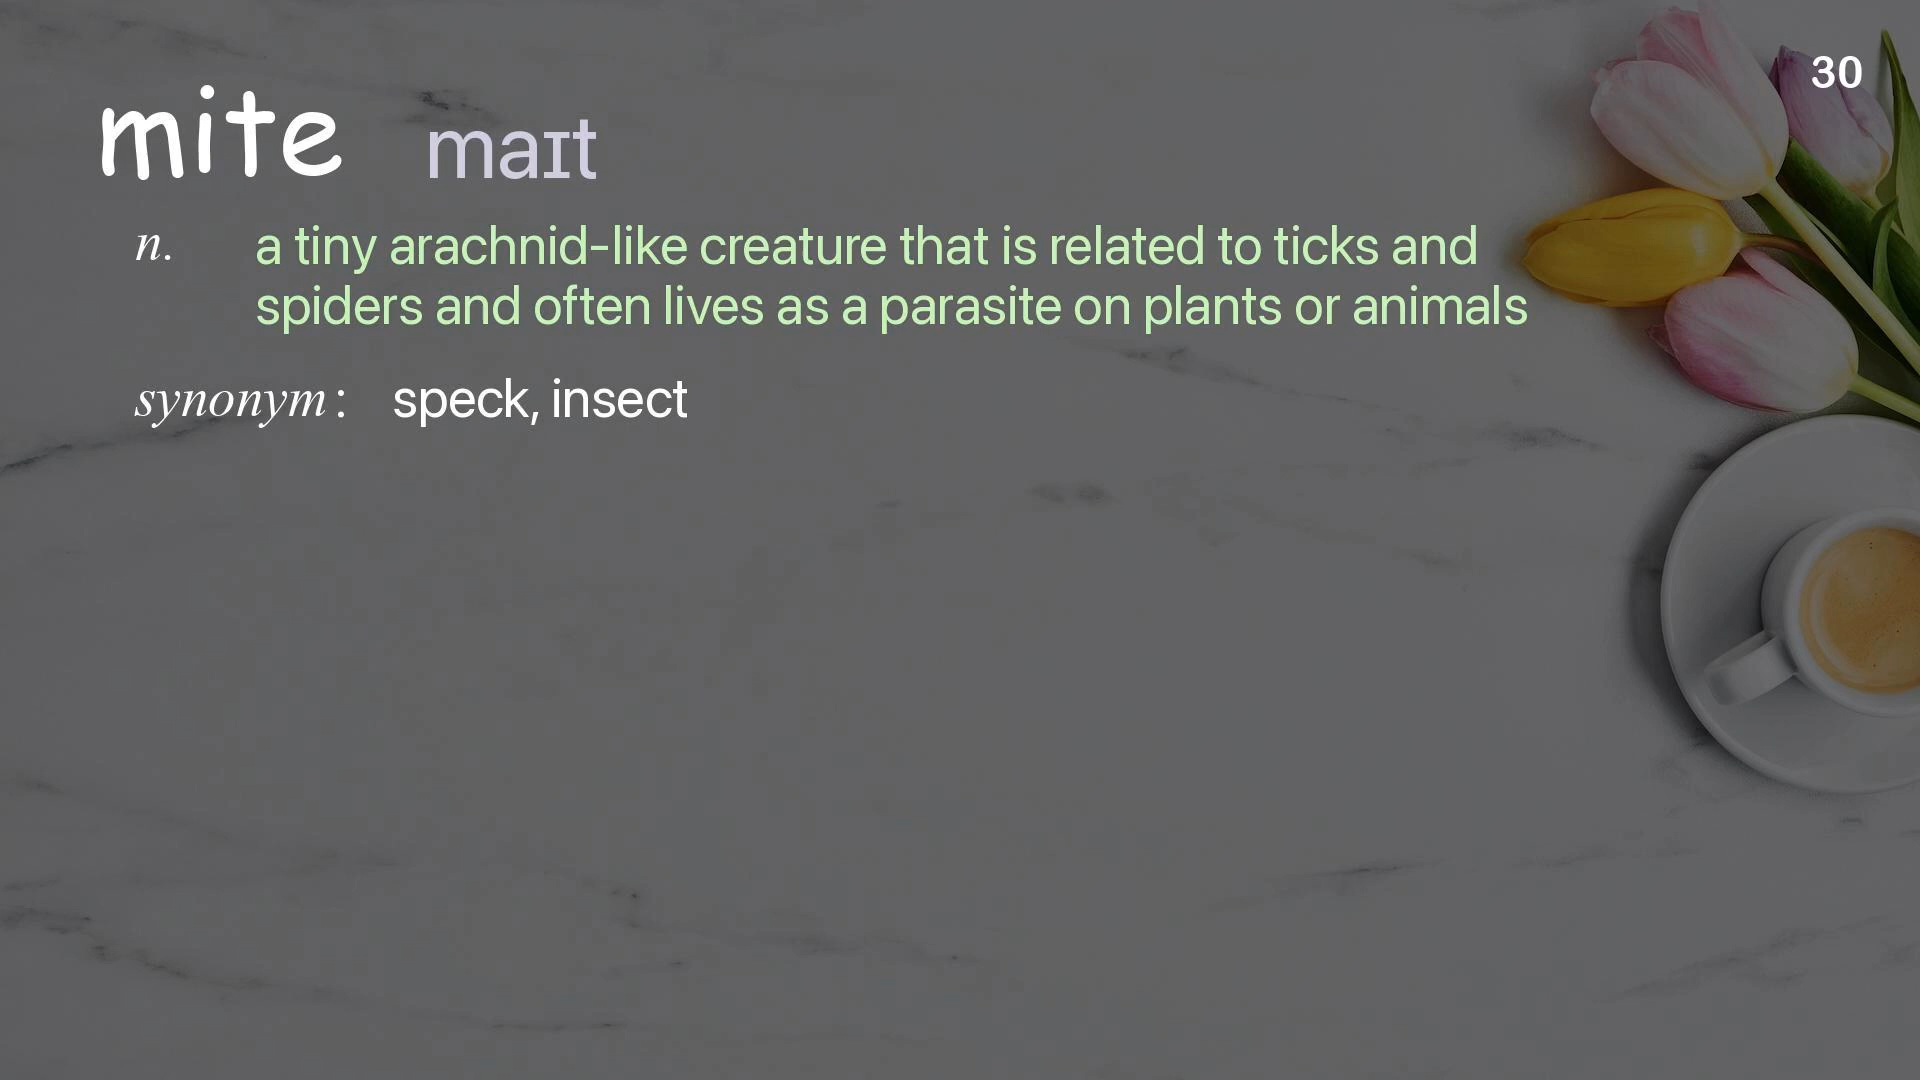 30
mite maɪt
n. a tiny arachnid-like creature that is related to ticks and
spiders and often lives as a parasite on plants or animals
synonym : speck, insect